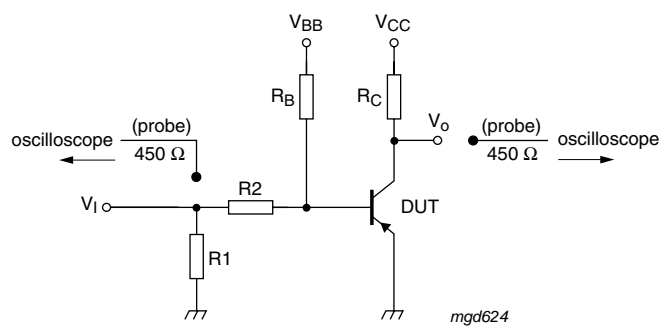 V_BB
V_CC
R_B
R_C
V_o
(probe)
450 Ω
oscilloscope
(probe)
450 Ω
oscilloscope
R2
V_I
DUT
R1
mgd624